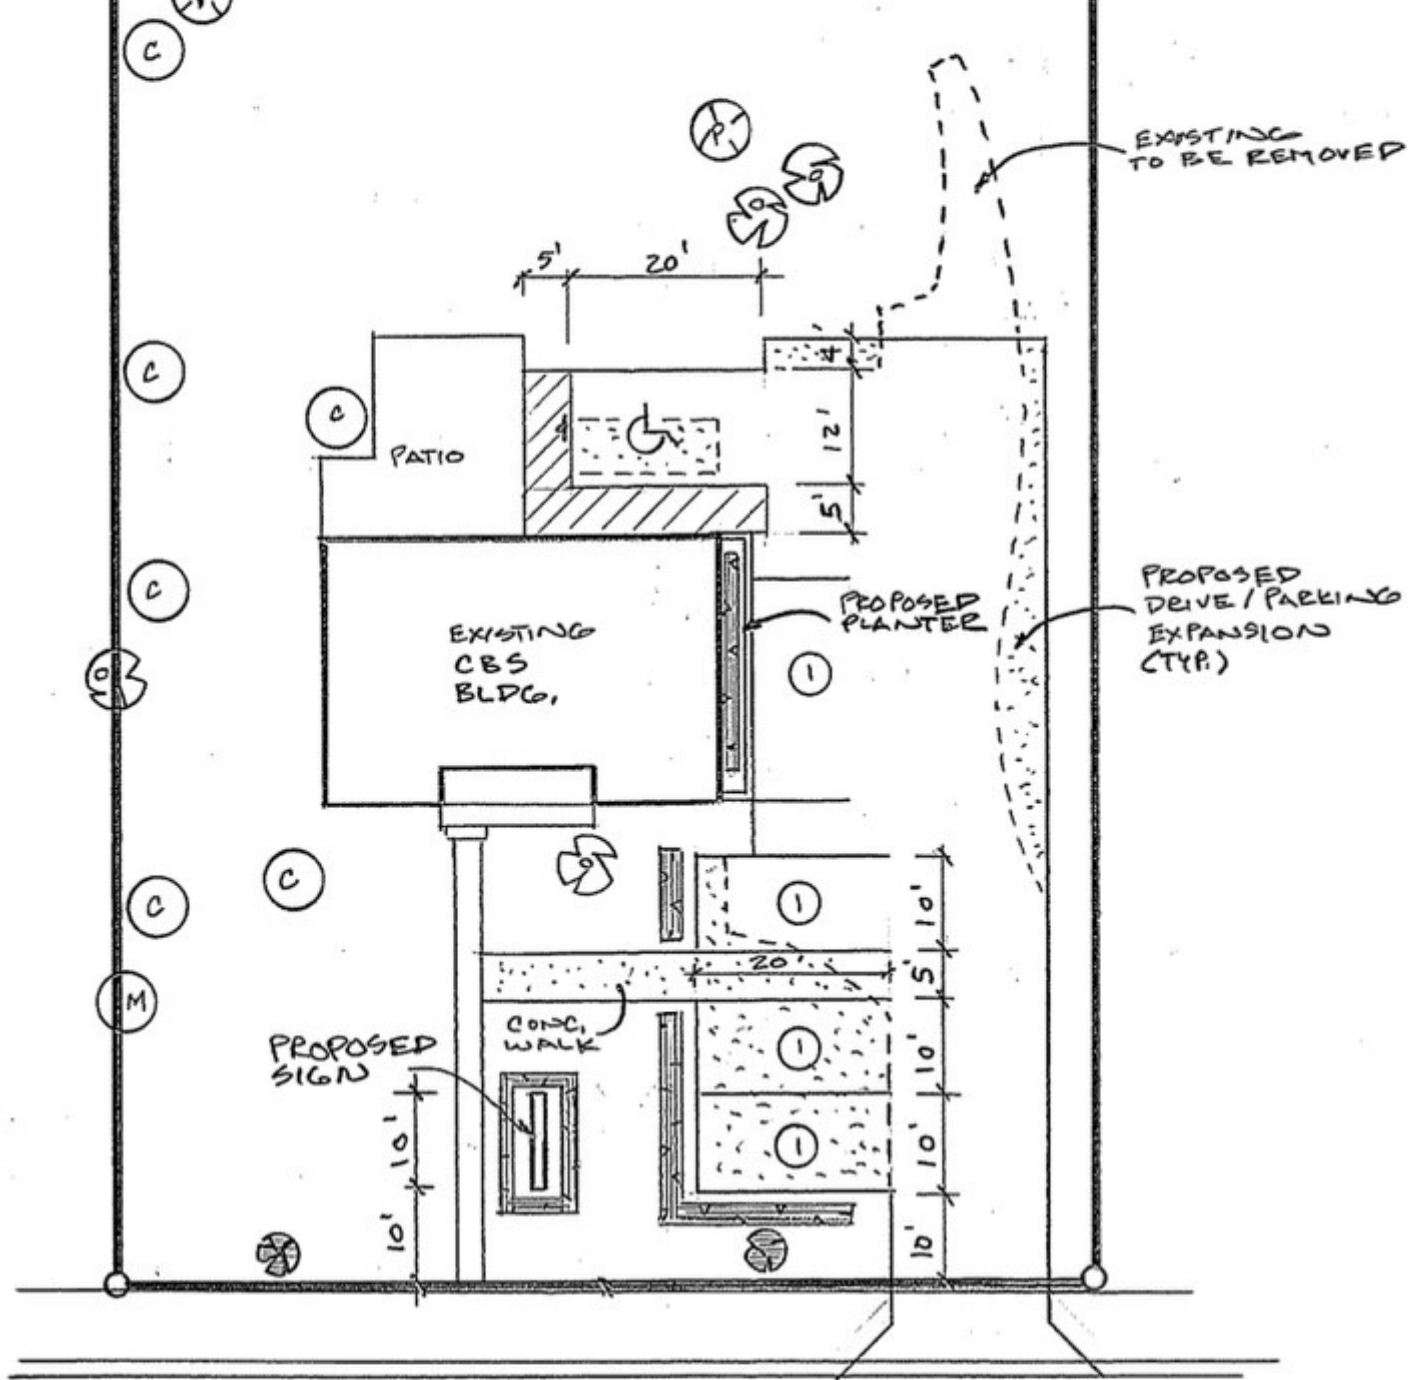 C
P
EXISTING
TO BE REMOVED
5'
20'
4'
C
C
12'
PATIO
5'
C
PROPOSED
DRIVE / PARKING
EXPANSION
(TYP.)
PROPOSED
PLANTER
EXISTING
CBS
BLDG.
1
C
C
1
10'
20'
5'
M
CONC.
WALK
PROPOSED
SIGN
1
10'
10'
1
10'
10'
10'